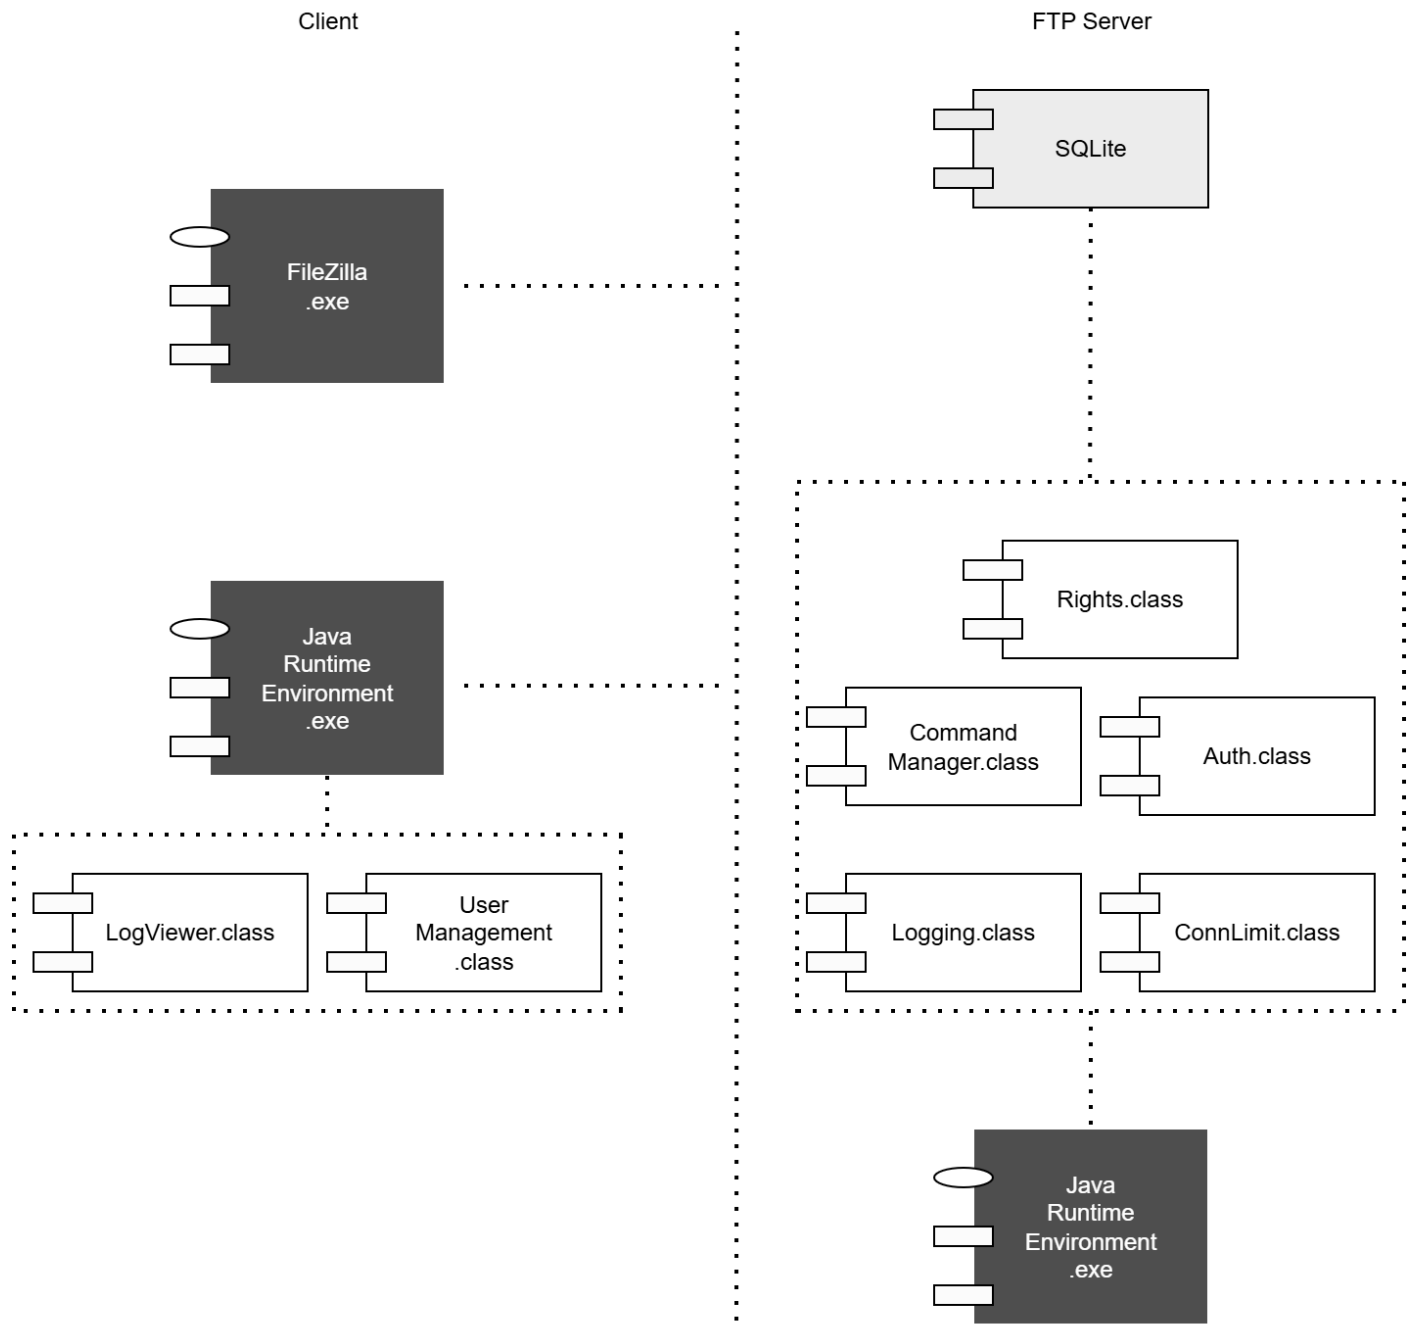 Client
FTP Server
SQLite
FileZilla
.exe
Rights.class
Java
Runtime
Environment
.exe
Command
Manager.class
Auth.class
LogViewer.class
User
Management
.class
Logging.class
ConnLimit.class
Java
Runtime
Environment
.exe